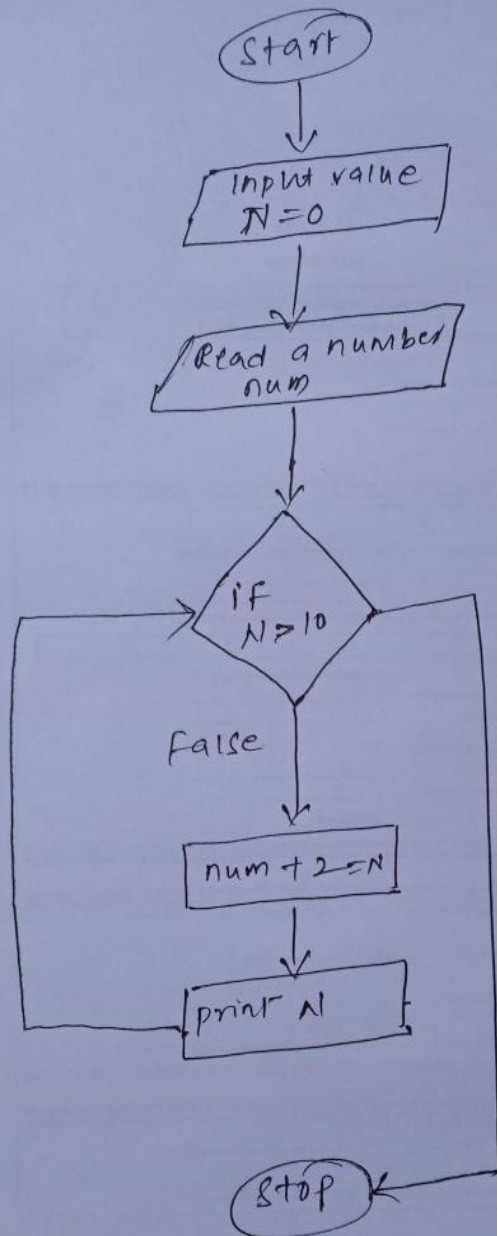 Start
Input value
N=0
Read a number
num
if
N>10
False
num + 2 = N
print N
Stop